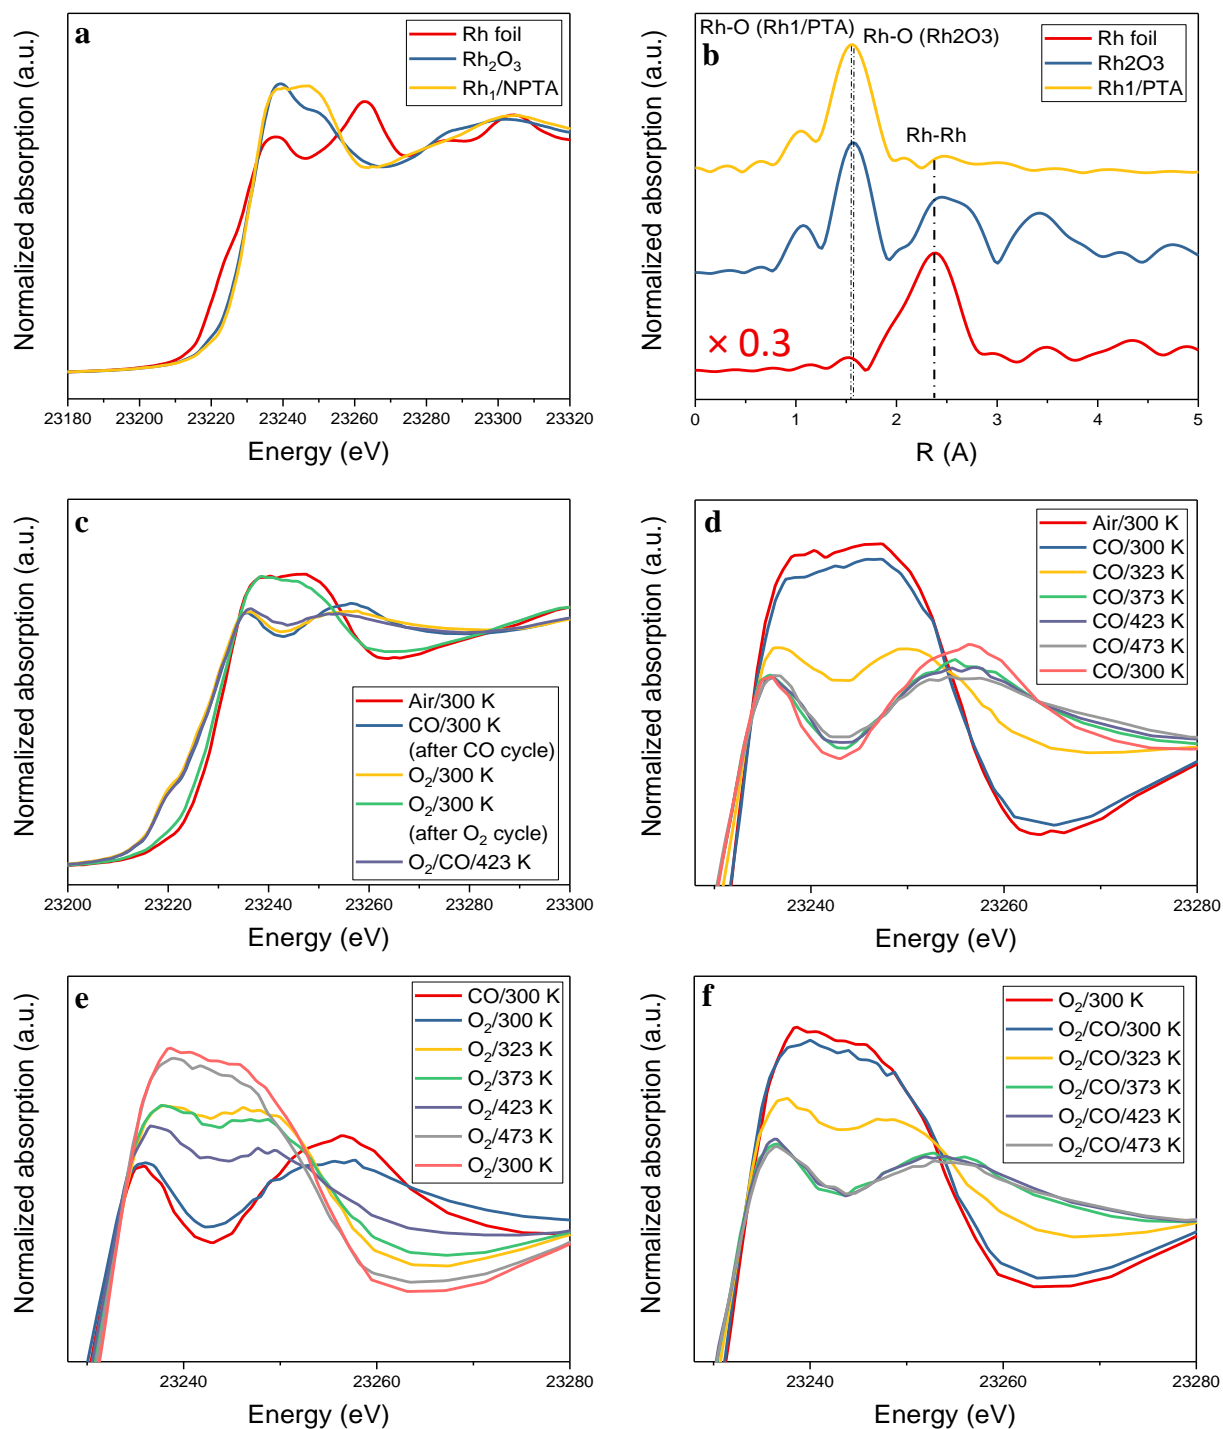 a
Rh foil
Rh2O3
Rh1/NPTA
Normalized absorption (a.u.)
23180 23200 23220 23240 23260 23280 23300 23320
Energy (eV)
b
Rh-O (Rh1/PTA)
Rh-O (Rh2O3)
Rh foil
Rh2O3
Rh1/PTA
Rh-Rh
× 0.3
Normalized absorption (a.u.)
0 1 2 3 4 5
R (A)
c
Air/300 K
CO/300 K
(after CO cycle)
O2/300 K
O2/300 K
(after O2 cycle)
O2/CO/423 K
Normalized absorption (a.u.)
23200 23220 23240 23260 23280 23300
Energy (eV)
d
Air/300 K
CO/300 K
CO/323 K
CO/373 K
CO/423 K
CO/473 K
CO/300 K
Normalized absorption (a.u.)
23240 23260 23280
Energy (eV)
e
CO/300 K
O2/300 K
O2/323 K
O2/373 K
O2/423 K
O2/473 K
O2/300 K
Normalized absorption (a.u.)
23240 23260 23280
Energy (eV)
f
O2/300 K
O2/CO/300 K
O2/CO/323 K
O2/CO/373 K
O2/CO/423 K
O2/CO/473 K
Normalized absorption (a.u.)
23240 23260 23280
Energy (eV)